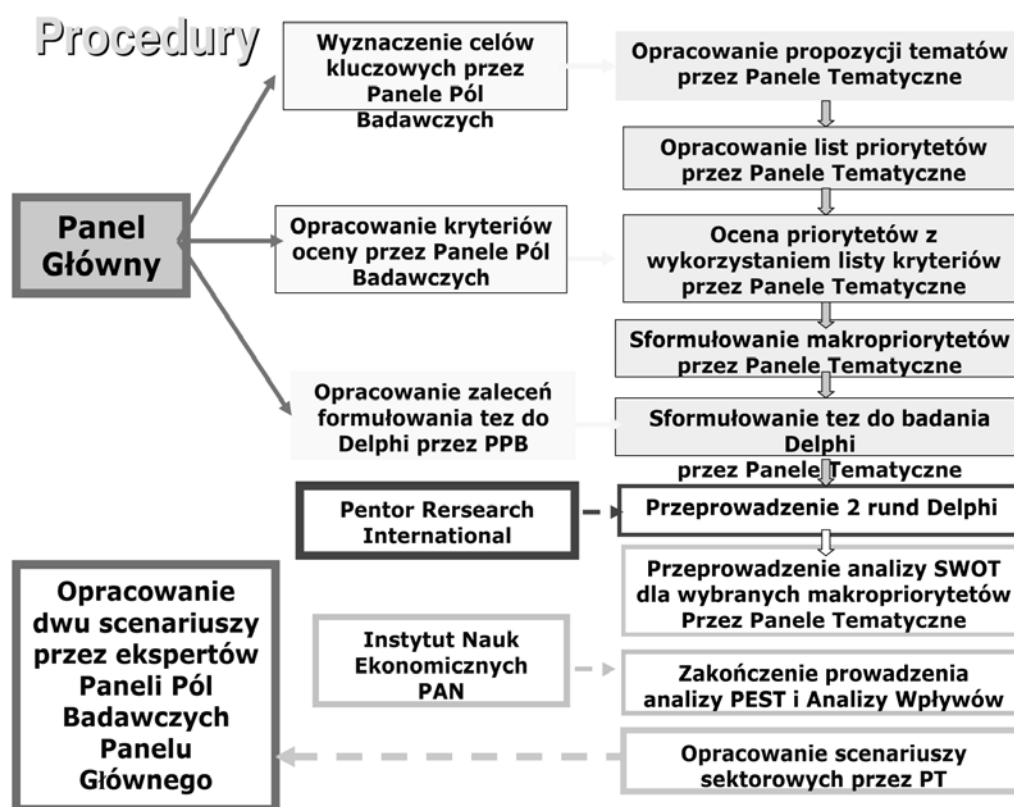 Procedury
Wyznaczenie celów
kluczowych przez
Panele Pól
Badawczych
Opracowanie propozycji tematów
przez Panele Tematyczne
Opracowanie list priorytetów
przez Panele Tematyczne
Panel
Główny
Opracowanie kryteriów
oceny przez Panele Pól
Badawczych
Ocena priorytetów z
wykorzystaniem listy kryteriów
przez Panele Tematyczne
Sformułowanie makropriorytetów
przez Panele Tematyczne
Opracowanie zaleceń
formułowania tez do
Delphi przez PPB
Sformułowanie tez do badania
Delphi
przez Panele Tematyczne
Pentor Rersearch
International
Przeprowadzenie 2 rund Delphi
Przeprowadzenie analizy SWOT
dla wybranych makropriorytetów
Przez Panele Tematyczne
Opracowanie
dwu scenariuszy
przez ekspertów
Paneli Pól
Badawczych
Panelu
Głównego
Instytut Nauk
Ekonomicznych
PAN
Zakończenie prowadzenia
analizy PEST i Analizy Wpływów
Opracowanie scenariuszy
sektorowych przez PT